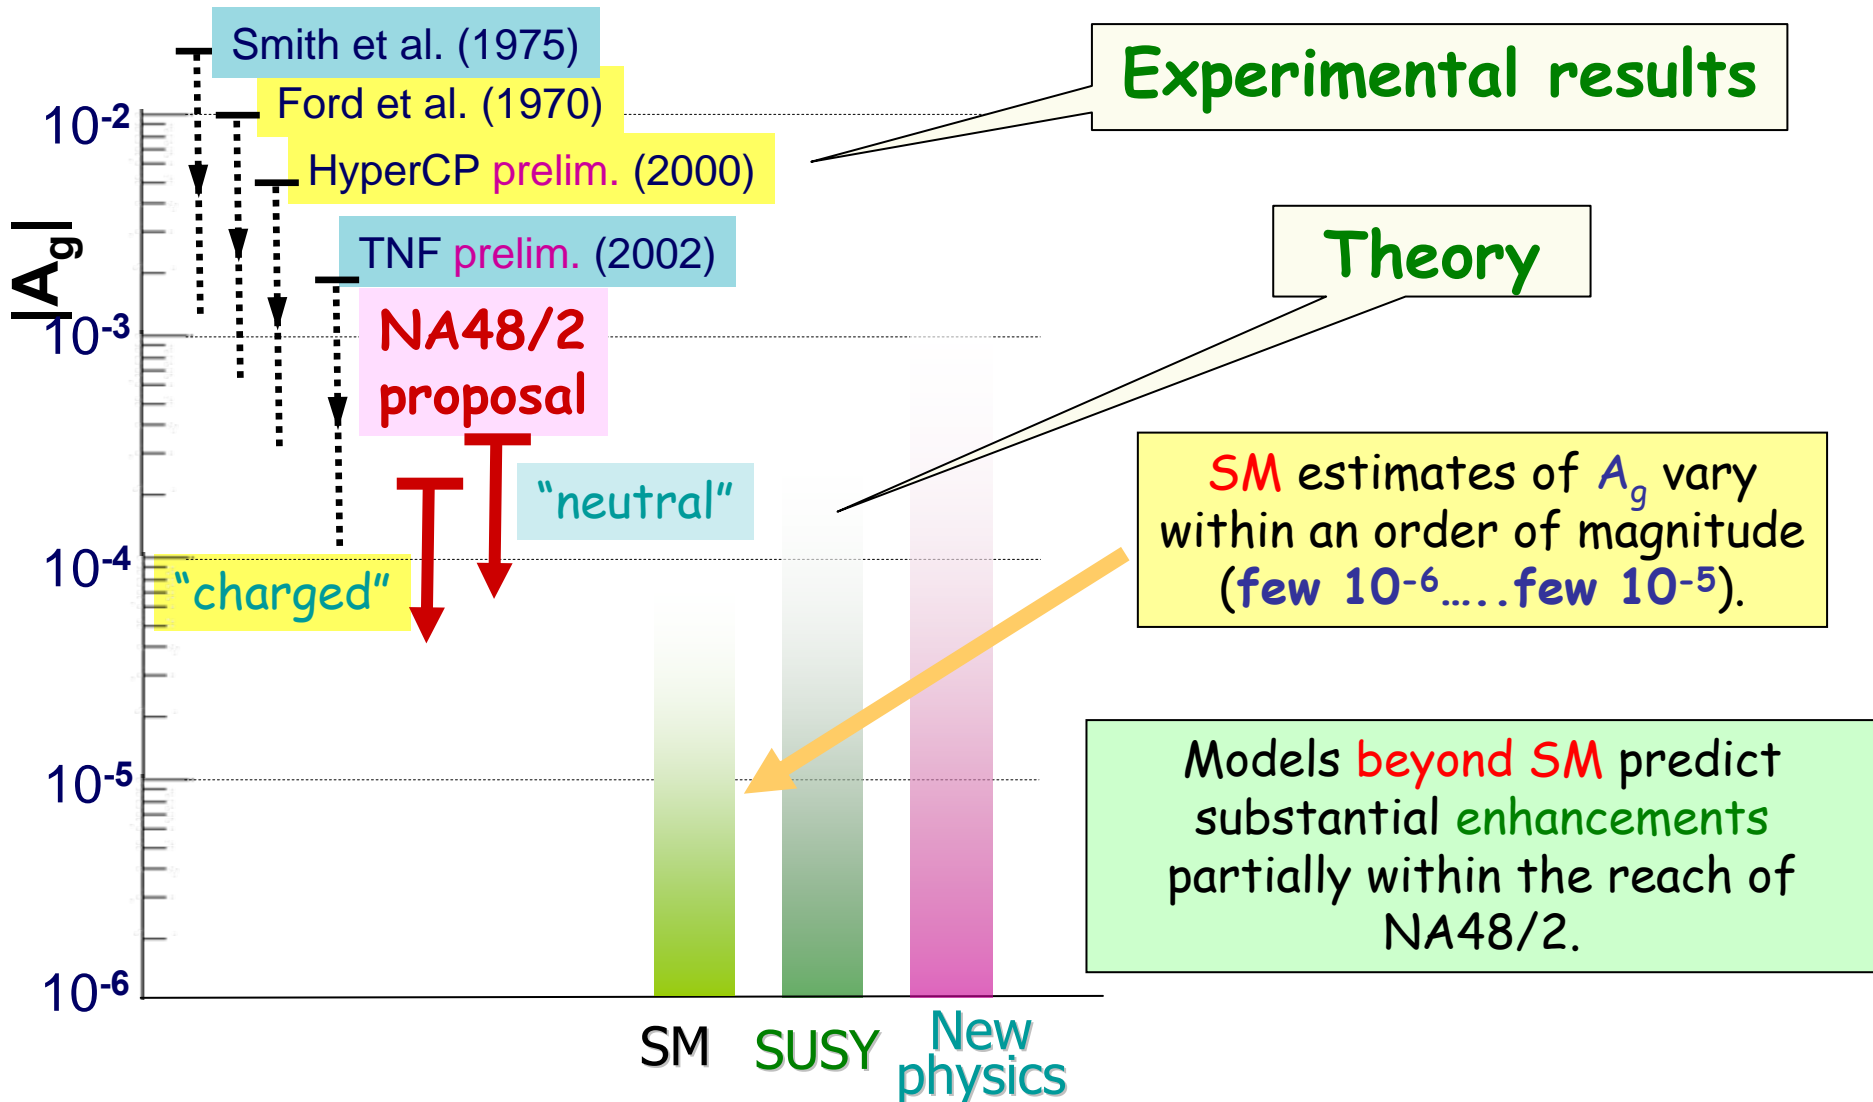 Smith et al. (1975)
Ford et al. (1970)
HyperCP prelim. (2000)
TNF prelim. (2002)
NA48/2
proposal
"neutral"
"charged"
|Ag|
10-2
10-3
10-4
10-5
10-6
SM
SUSY
New
physics
Experimental results
Theory
SM estimates of Ag vary
within an order of magnitude
(few 10-6.....few 10-5).
Models beyond SM predict
substantial enhancements
partially within the reach of
NA48/2.